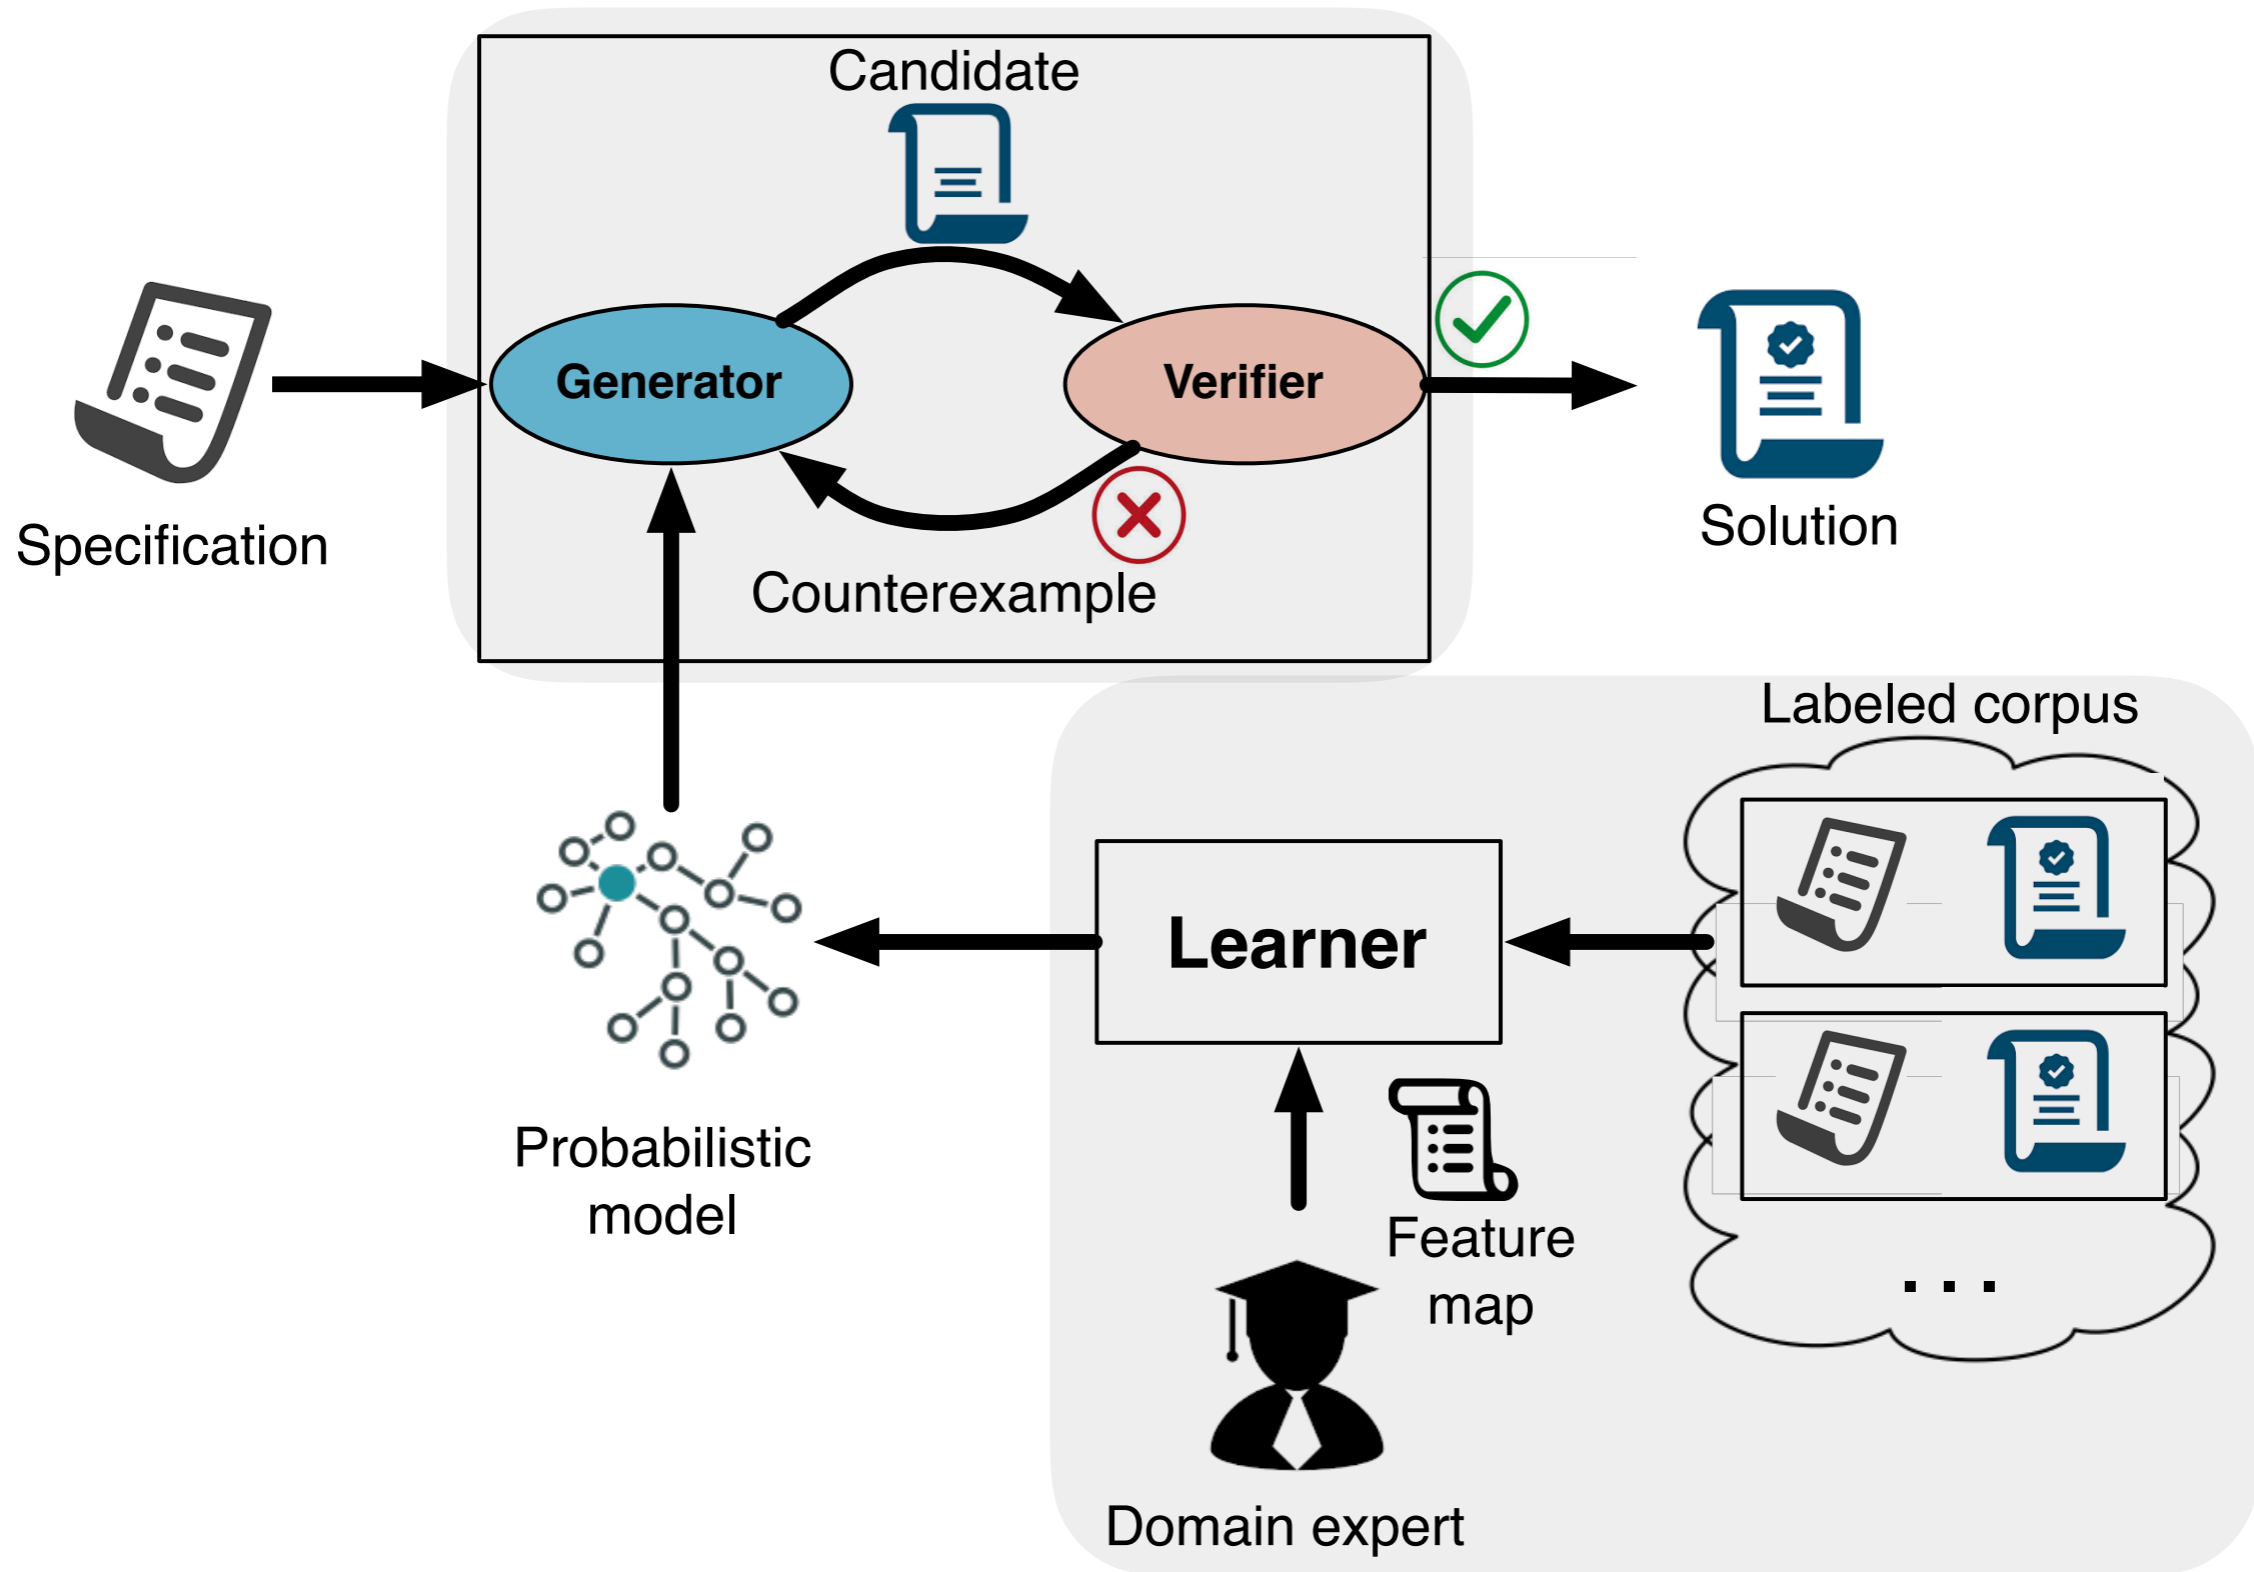 Candidate
Generator
Verifier
Specification
Solution
Counterexample
Labeled corpus
Learner
Probabilistic
model
Feature
map
. . .
Domain expert